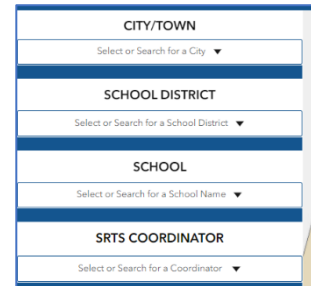 CITY/TOWN
Select or Search for a City ▼
SCHOOL DISTRICT
Select or Search for a School District ▼
SCHOOL
Select or Search for a School Name ▼
SRTS COORDINATOR
Select or Search for a Coordinator ▼